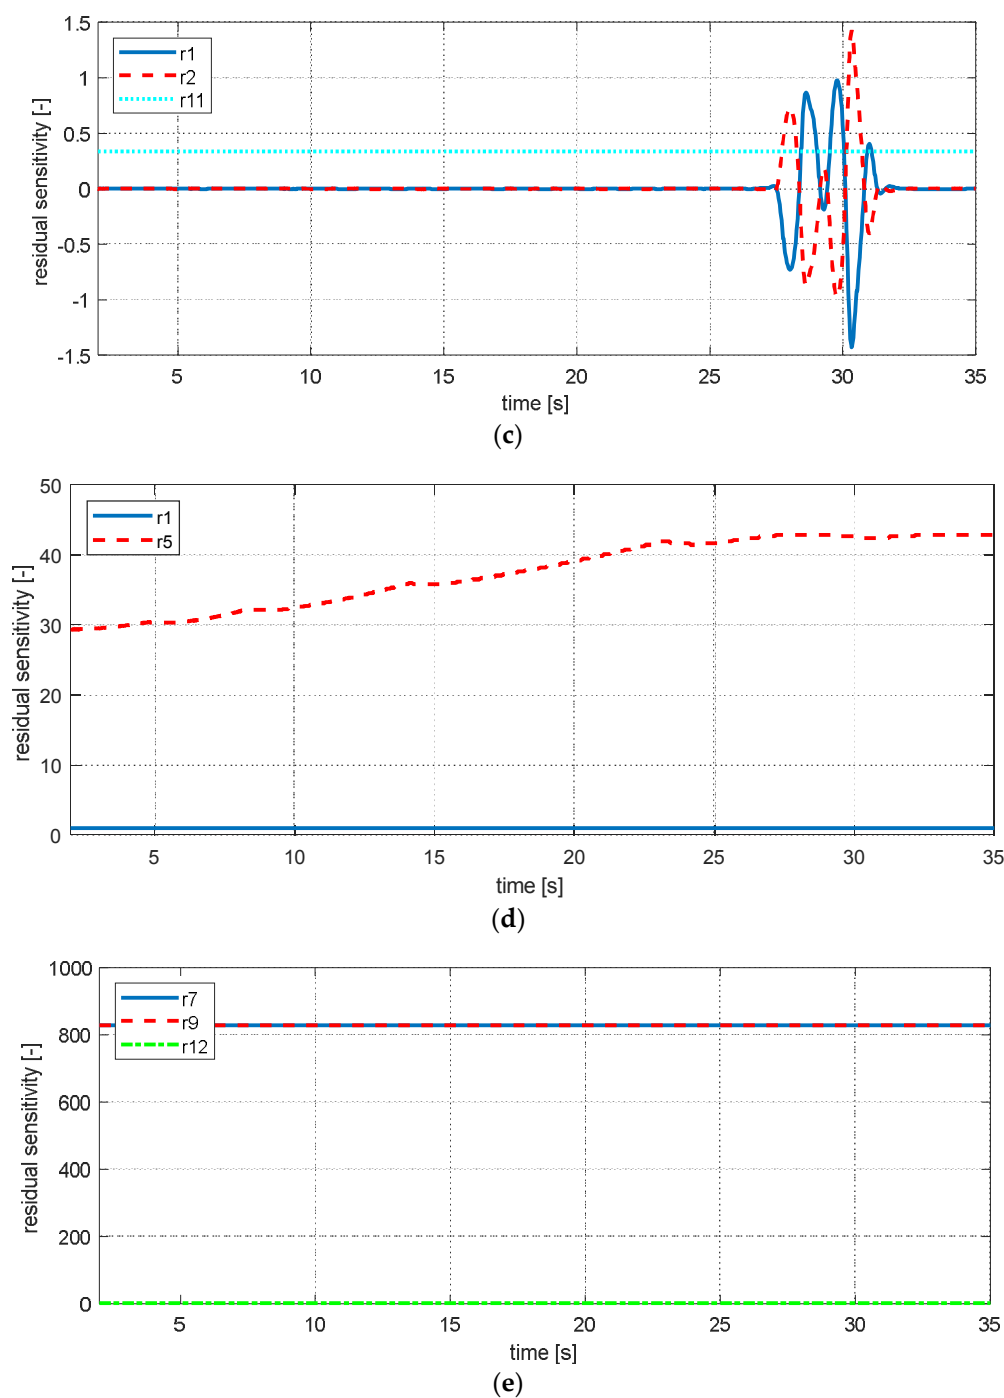 1.5
1
0.5
0
-0.5
-1
-1.5
residual sensitivity [-]
r1
r2
r11
5 10 15 20 25 30 35
time [s]
(c)
50
40
30
20
10
0
residual sensitivity [-]
r1
r5
5 10 15 20 25 30 35
time [s]
(d)
1000
800
600
400
200
0
residual sensitivity [-]
r7
r9
r12
5 10 15 20 25 30 35
time [s]
(e)